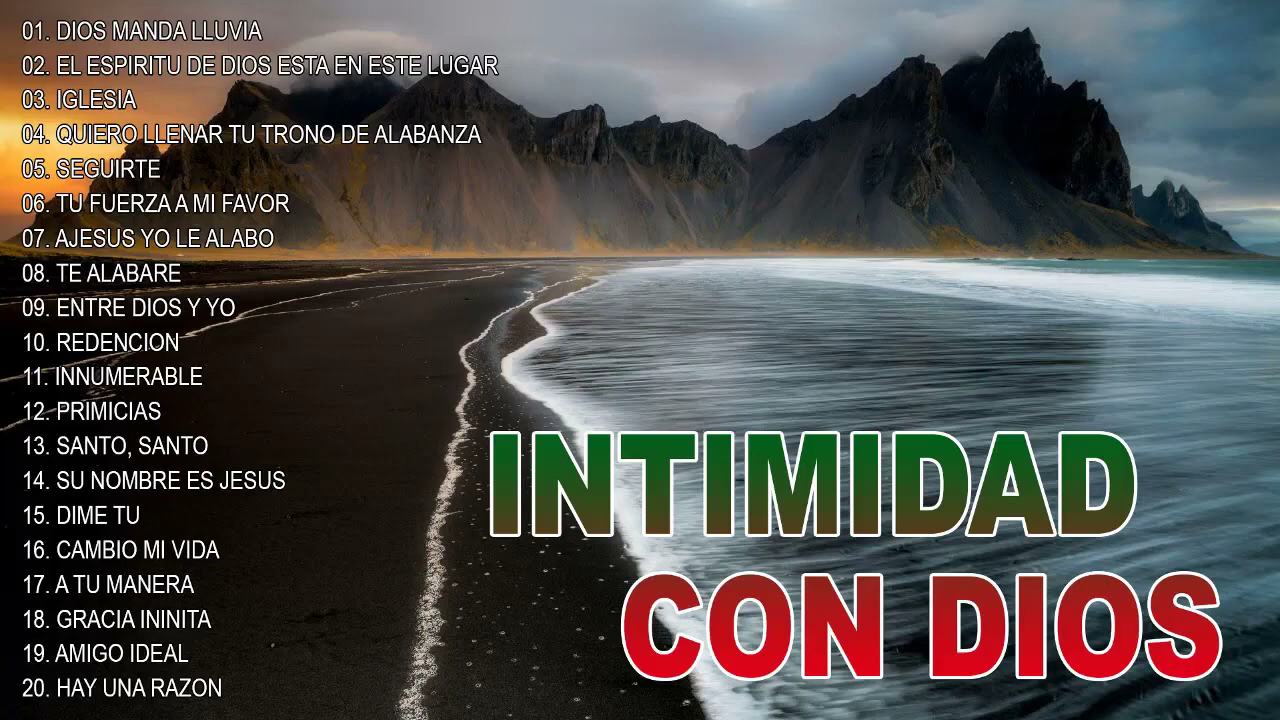 01. DIOS MANDA LLUVIA
02. EL ESPIRITU DE DIOS ESTA EN ESTE LUGAR
03. IGLESIA
04. QUIERO LLENAR TU TRONO DE ALABANZA
05. SEGUIRTE
06. TU FUERZA A MI FAVOR
07. AJESUS YO LE ALABO
08. TE ALABARE
09. ENTRE DIOS Y YO
10. REDENCION
11. INNUMERABLE
12. PRIMICIAS
13. SANTO, SANTO
14. SU NOMBRE ES JESUS
15. DIME TU
16. CAMBIO MI VIDA
17. A TU MANERA
18. GRACIA ININITA
19. AMIGO IDEAL
20. HAY UNA RAZON
INTIMIDAD
CON DIOS